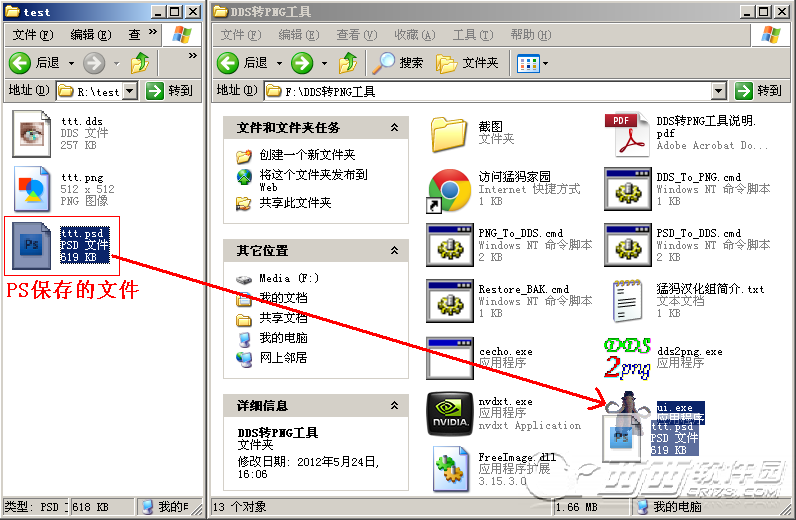 test
文件(F) 编辑(E) 查 »
后退 »
地址(D) R:\test 转到
ttt.dds
DDS 文件
257 KB
ttt.png
512 x 512
PNG 图像
Ps
ttt.psd
PSD 文件
619 KB
PS保存的文件
类型: PSD 618 KB 我的
DDS转PNG工具
文件(F) 编辑(E) 查看(V) 收藏(A) 工具(T) 帮助(H)
后退 搜索 文件夹
地址(D) F:\DDS转PNG工具 转到
文件和文件夹任务
创建一个新文件夹
将这个文件夹发布到
Web
共享此文件夹
其它位置
Media (F:)
我的文档
共享文档
我的电脑
网上邻居
详细信息
DDS转PNG工具
文件夹
修改日期: 2012年5月24日,
16:06
截图
文件夹
PDF
DDS转PNG工具说明.
pdf
Adobe Acrobat Do...
访问猛犸家园
Internet 快捷方式
1 KB
DDS_To_PNG.cmd
Windows NT 命令脚本
1 KB
PNG_To_DDS.cmd
Windows NT 命令脚本
2 KB
PSD_To_DDS.cmd
Windows NT 命令脚本
2 KB
Restore_BAK.cmd
Windows NT 命令脚本
1 KB
猛犸汉化组简介.txt
文本文档
1 KB
cecho.exe
应用程序
DDS
2png
dds2png.exe
应用程序
NVIDIA.
nvdxt.exe
应用程序
nvdxt Application
ui.exe
应用程序
Ps
ttt.psd
PSD 文件
619 KB
FreeImage.dll
应用程序扩展
3.15.3.0
西西软件园
CR173.COM
13 个对象 1.66 MB 我的电脑